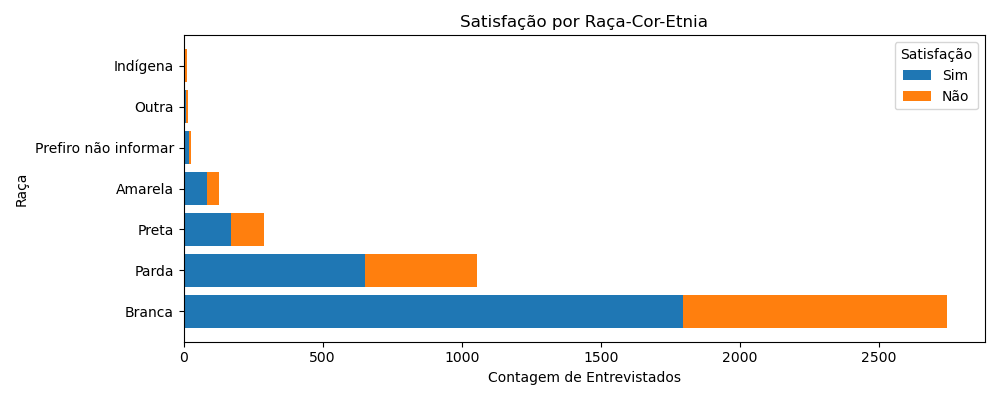 Satisfação por Raça-Cor-Etnia
Satisfação
Sim
Não
Raça
Indígena
Outra
Prefiro não informar
Amarela
Preta
Parda
Branca
0 500 1000 1500 2000 2500
Contagem de Entrevistados